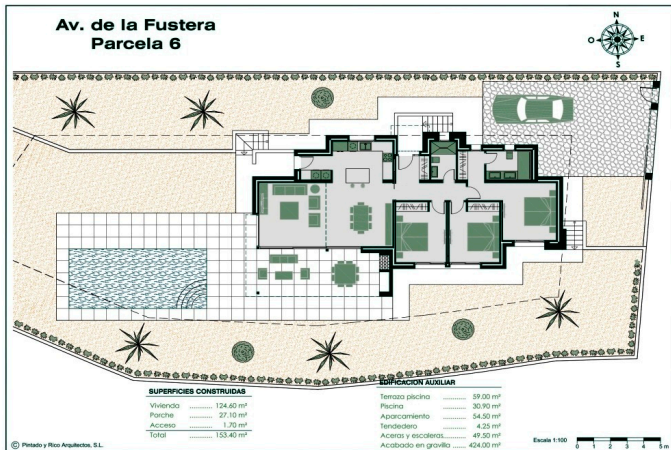 Av. de la Fustera
Parcela 6
N
O
E
S
SUPERFICIES CONSTRUIDAS
Vivienda .......... 124.60 m²
Porche .......... 27.10 m²
Acceso .......... 1.70 m²
Total .......... 153.40 m²
EDIFICACION AUXILIAR
Terraza piscina .......... 59.00 m²
Piscina .......... 30.90 m²
Aparcamiento .......... 54.50 m²
Tendedero .......... 4.25 m²
Aceras y escaleras .......... 49.50 m²
Acabado en gravilla .......... 424.00 m²
© Pintado y Rico Arquitectos, S.L.
Escala 1:100
0 1 2 3 4 5 m